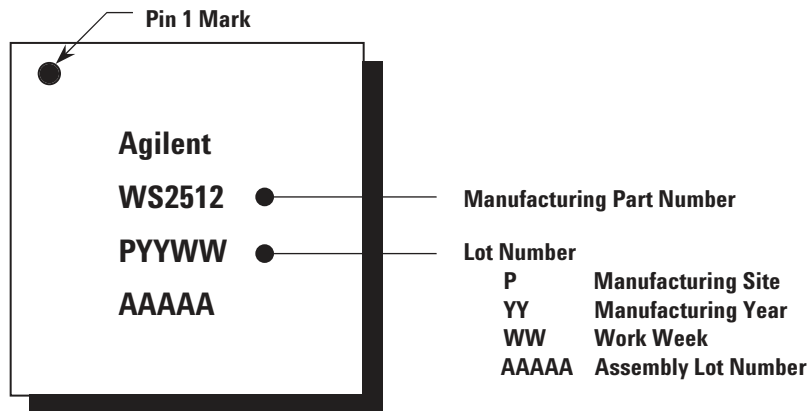 Pin 1 Mark
Agilent
WS2512
Manufacturing Part Number
PYYWW
Lot Number
P Manufacturing Site
YY Manufacturing Year
WW Work Week
AAAAA Assembly Lot Number
AAAAA